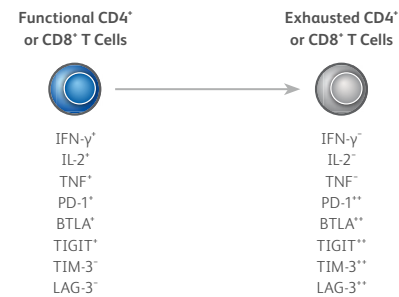 Functional CD4⁺
or CD8⁺ T Cells
IFN-γ⁺
IL-2⁺
TNF⁺
PD-1⁺
BTLA⁺
TIGIT⁺
TIM-3⁻
LAG-3⁻
Exhausted CD4⁺
or CD8⁺ T Cells
IFN-γ⁻
IL-2⁻
TNF⁻
PD-1⁺⁺
BTLA⁺⁺
TIGIT⁺⁺
TIM-3⁺⁺
LAG-3⁺⁺